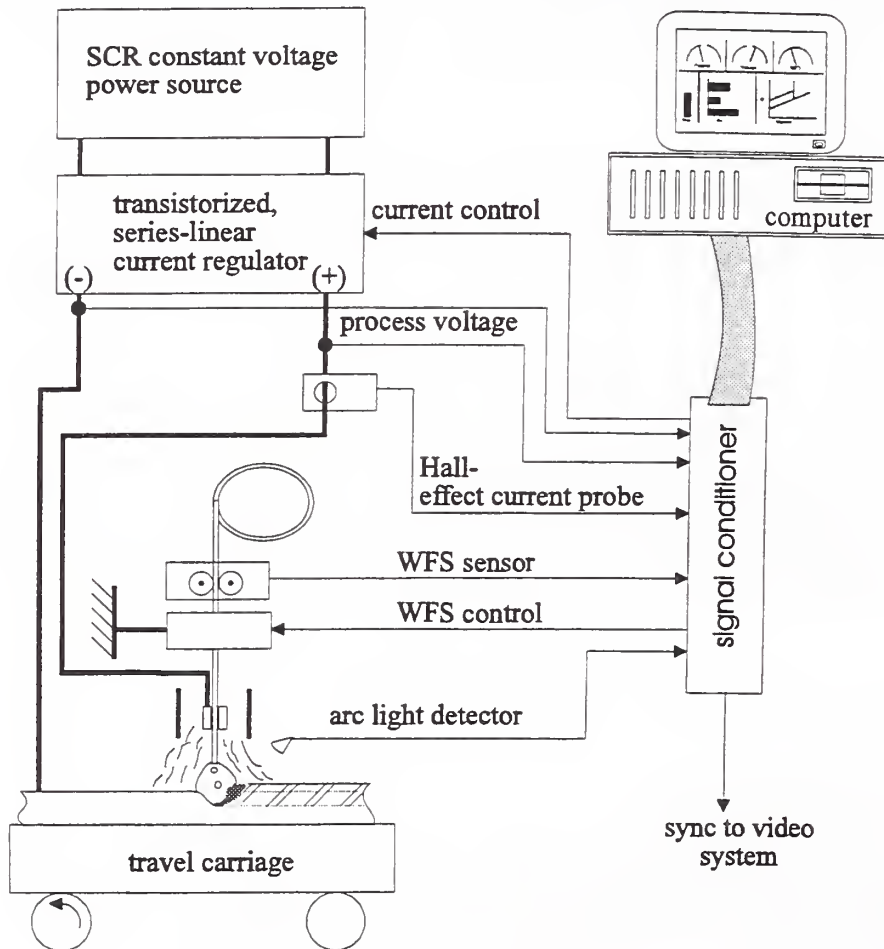 SCR constant voltage
power source
transistorized,
series-linear
current regulator
(-)
(+)
current control
computer
process voltage
Hall-
effect current probe
signal conditioner
WFS sensor
WFS control
arc light detector
travel carriage
sync to video
system